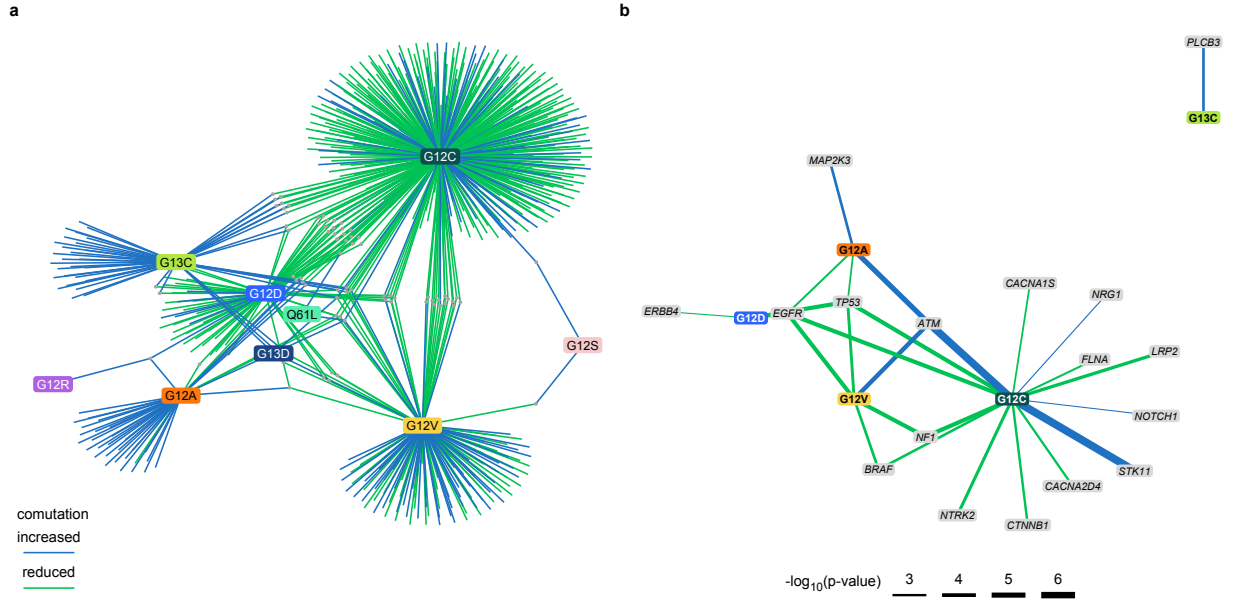 a
b
PLCB3
G13C
G12C
MAP2K3
G12A
G13C
CACNA1S
NRG1
G12D
ERBB4
G12D
EGFR
TP53
ATM
Q61L
G12S
G13D
LRP2
FLNA
G12R
G12A
G12V
G12C
NOTCH1
G12V
NF1
BRAF
STK11
CACNA2D4
NTRK2
CTNNB1
comutation
increased
reduced
-log10(p-value) 3 4 5 6